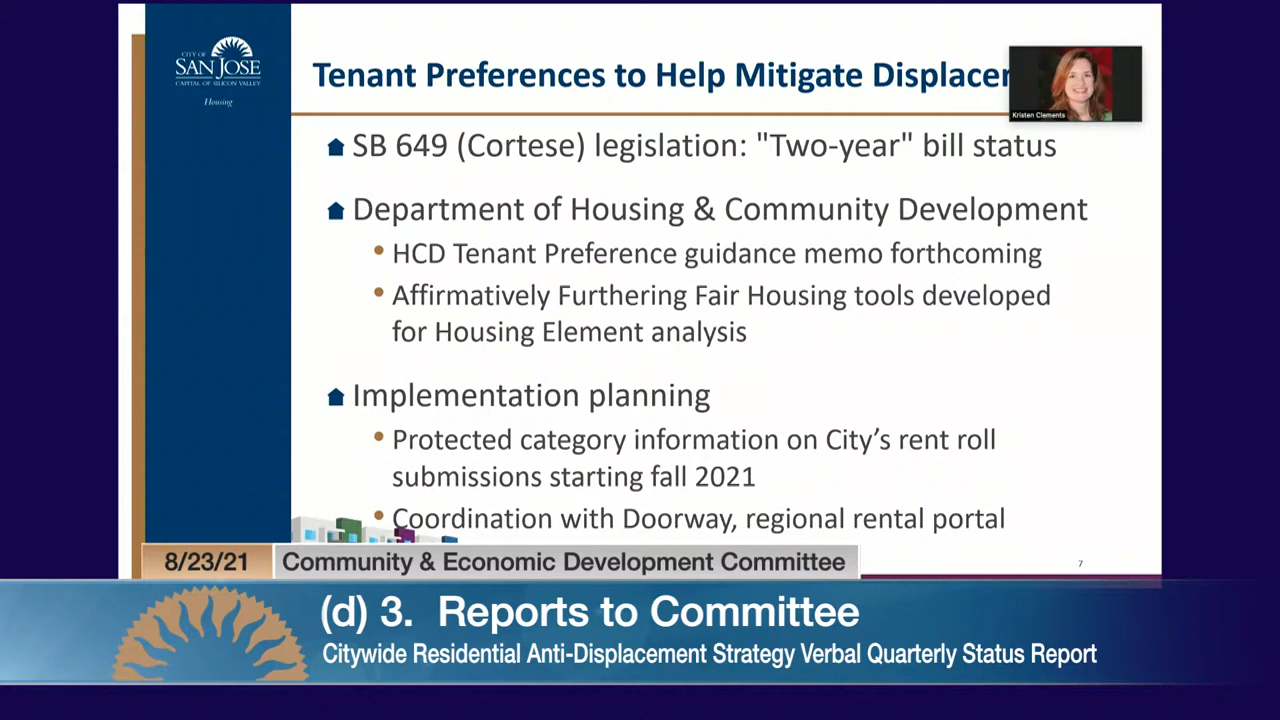 CITY OF
SAN JOSE
CAPITAL OF SILICON VALLEY
Housing
Tenant Preferences to Help Mitigate Displacem
Kristen Clements
SB 649 (Cortese) legislation: "Two-year" bill status
Department of Housing & Community Development
• HCD Tenant Preference guidance memo forthcoming
• Affirmatively Furthering Fair Housing tools developed
for Housing Element analysis
Implementation planning
• Protected category information on City’s rent roll
submissions starting fall 2021
• Coordination with Doorway, regional rental portal
7
8/23/21 Community & Economic Development Committee
(d) 3. Reports to Committee
Citywide Residential Anti-Displacement Strategy Verbal Quarterly Status Report